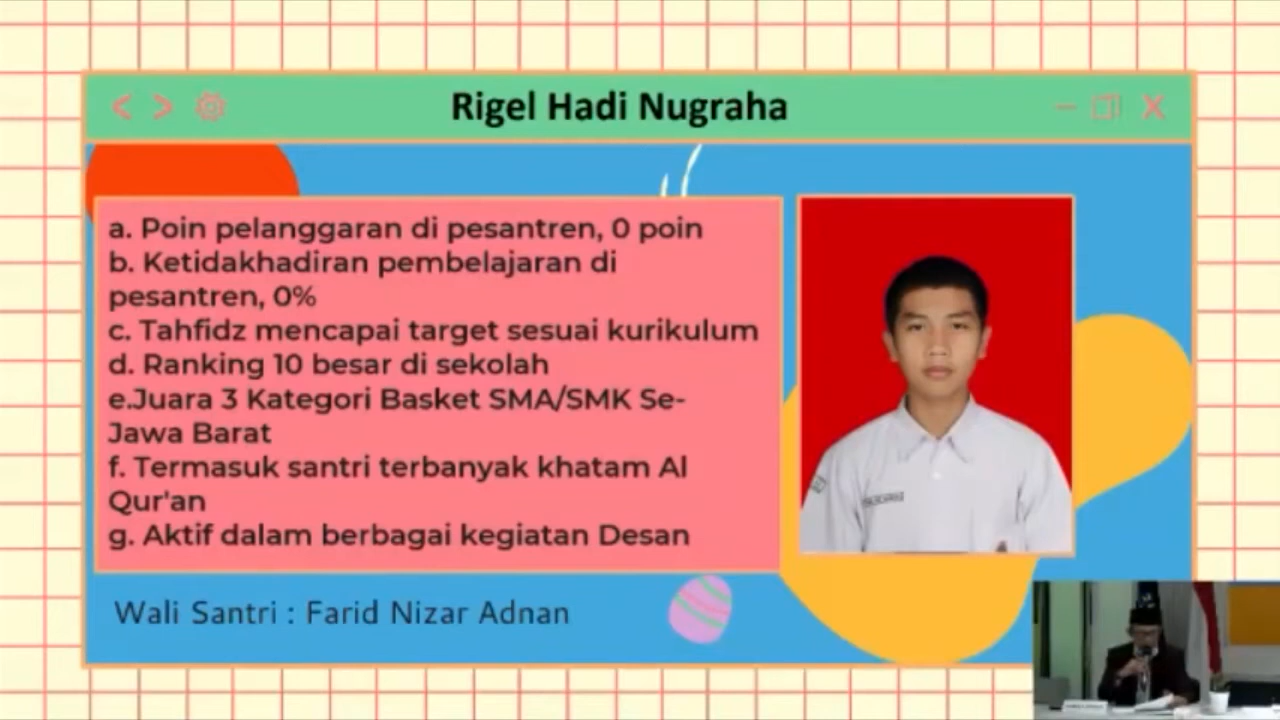 Rigel Hadi Nugraha
a. Poin pelanggaran di pesantren, 0 poin
b. Ketidakhadiran pembelajaran di
pesantren, 0%
c. Tahfidz mencapai target sesuai kurikulum
d. Ranking 10 besar di sekolah
e.Juara 3 Kategori Basket SMA/SMK Se-
Jawa Barat
f. Termasuk santri terbanyak khatam Al
Qur'an
g. Aktif dalam berbagai kegiatan Desan
Wali Santri : Farid Nizar Adnan